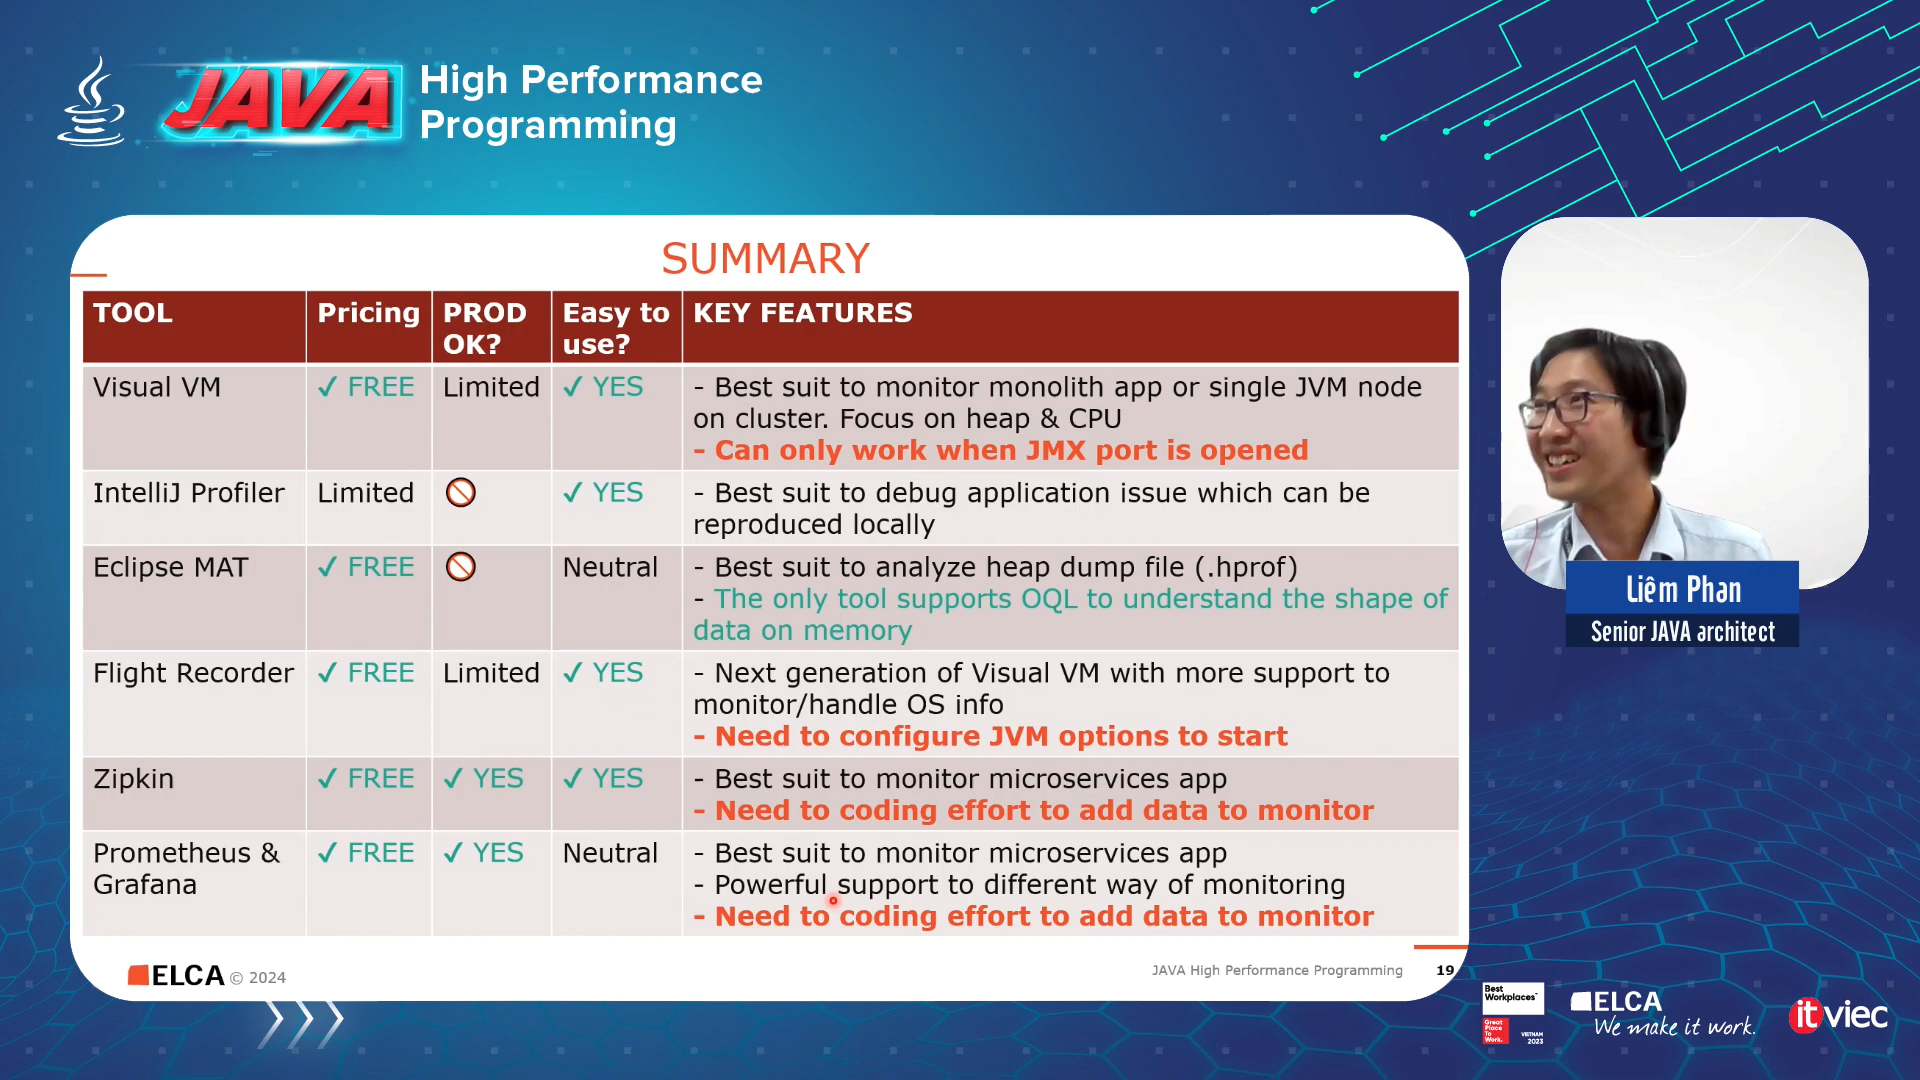 JAVA
High Performance
Programming
SUMMARY
TOOL
Pricing
PROD
OK?
Easy to
use?
KEY FEATURES
Visual VM
✓ FREE
Limited
✓ YES
- Best suit to monitor monolith app or single JVM node
on cluster. Focus on heap & CPU
- Can only work when JMX port is opened
IntelliJ Profiler
Limited
✓ YES
- Best suit to debug application issue which can be
reproduced locally
Eclipse MAT
✓ FREE
Neutral
- Best suit to analyze heap dump file (.hprof)
- The only tool supports OQL to understand the shape of
data on memory
Flight Recorder
✓ FREE
Limited
✓ YES
- Next generation of Visual VM with more support to
monitor/handle OS info
- Need to configure JVM options to start
Zipkin
✓ FREE
✓ YES
✓ YES
- Best suit to monitor microservices app
- Need to coding effort to add data to monitor
Prometheus &
Grafana
✓ FREE
✓ YES
Neutral
- Best suit to monitor microservices app
- Powerful support to different way of monitoring
- Need to coding effort to add data to monitor
ELCA © 2024
JAVA High Performance Programming
19
Liêm Phan
Senior JAVA architect
Best
Workplaces™
Great
Place
To
Work.
VIETNAM
2023
ELCA
We make it work.
itviec